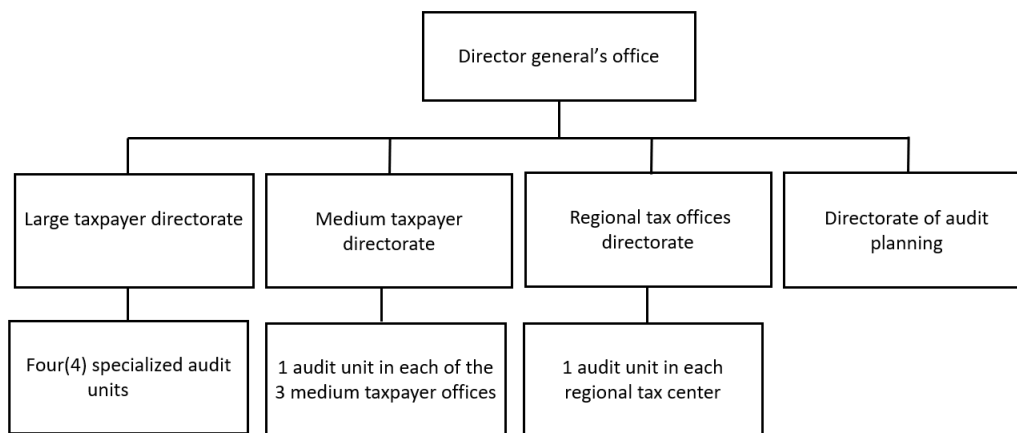 Director general’s office
Large taxpayer directorate
Medium taxpayer
directorate
Regional tax offices
directorate
Directorate of audit
planning
Four(4) specialized audit
units
1 audit unit in each of the
3 medium taxpayer offices
1 audit unit in each
regional tax center